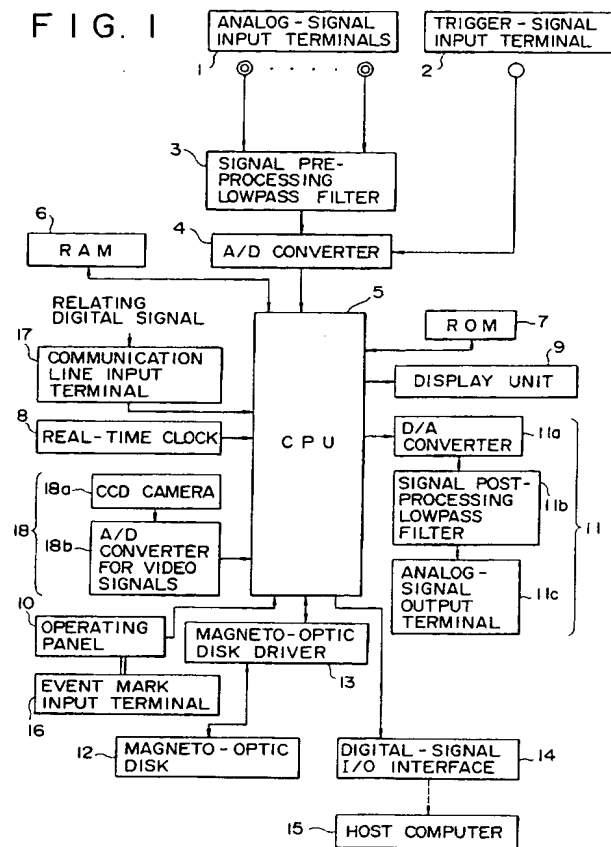 FIG. 1
ANALOG-SIGNAL
INPUT TERMINALS
1
TRIGGER-SIGNAL
INPUT TERMINAL
2
3
SIGNAL PRE-
PROCESSING
LOWPASS FILTER
4
A/D CONVERTER
6
RAM
5
CPU
ROM
7
RELATING
DIGITAL SIGNAL
17
COMMUNICATION
LINE INPUT
TERMINAL
9
DISPLAY UNIT
8
REAL-TIME CLOCK
D/A
CONVERTER
11a
18a
CCD CAMERA
SIGNAL POST-
PROCESSING
LOWPASS
FILTER
11b
11
18
18b
A/D
CONVERTER
FOR VIDEO
SIGNALS
ANALOG-
SIGNAL
OUTPUT
TERMINAL
11c
10
OPERATING
PANEL
MAGNETO-OPTIC
DISK DRIVER
13
EVENT MARK
INPUT TERMINAL
16
12
MAGNETO-OPTIC
DISK
DIGITAL-SIGNAL
I/O INTERFACE
14
15
HOST COMPUTER